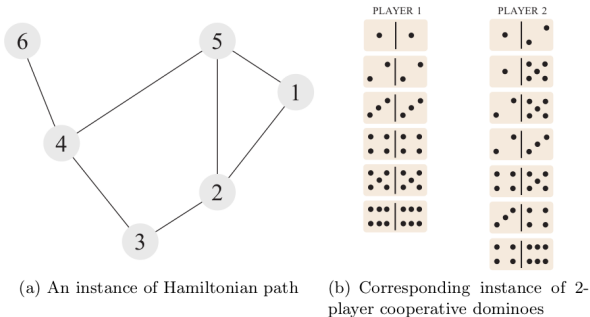 PLAYER 1
PLAYER 2
6
5
1
4
2
3
(a) An instance of Hamiltonian path
(b) Corresponding instance of 2-
player cooperative dominoes